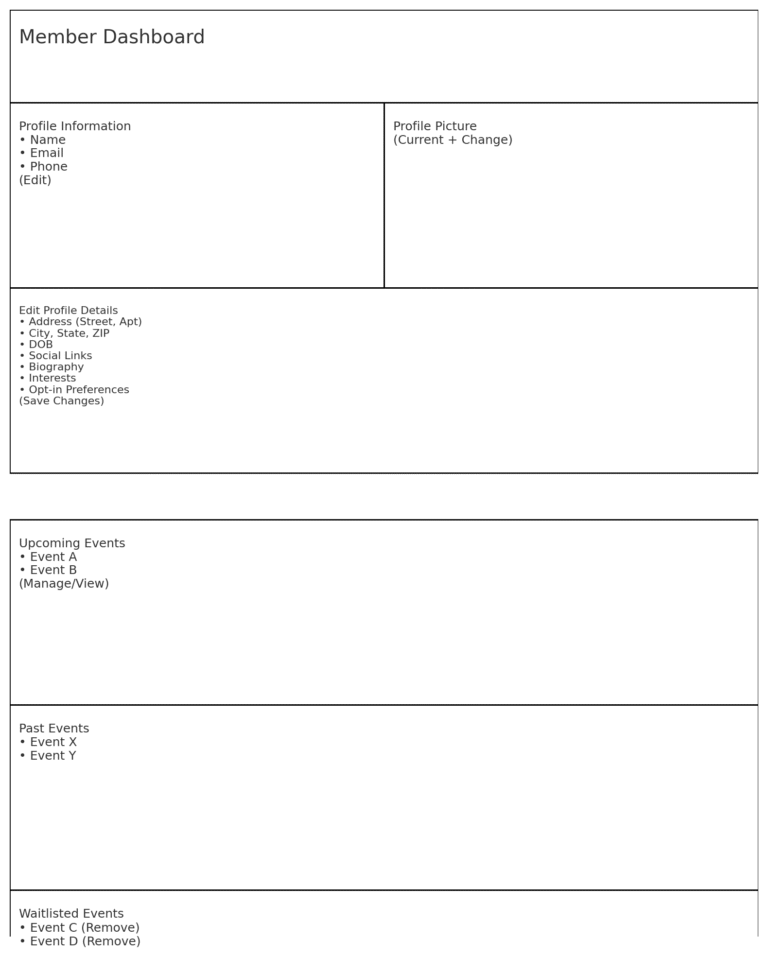 Member Dashboard
Profile Information
• Name
• Email
• Phone
(Edit)
Profile Picture
(Current + Change)
Edit Profile Details
• Address (Street, Apt)
• City, State, ZIP
• DOB
• Social Links
• Biography
• Interests
• Opt-in Preferences
(Save Changes)
Upcoming Events
• Event A
• Event B
(Manage/View)
Past Events
• Event X
• Event Y
Waitlisted Events
• Event C (Remove)
• Event D (Remove)